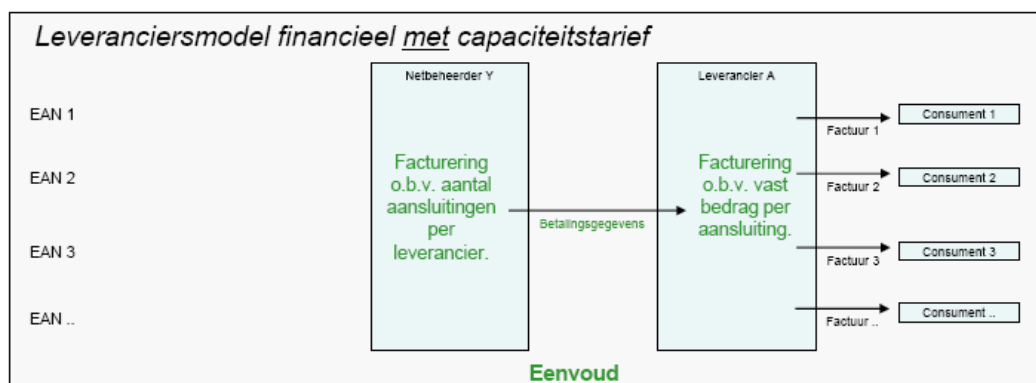 Leveranciersmodel financieel met capaciteitstarief
Netbeheerder Y
Leverancier A
EAN 1
EAN 2
EAN 3
EAN ..
Facturering
o.b.v. aantal
aansluitingen
per
leverancier.
Betalingsgegevens
Facturering
o.b.v. vast
bedrag per
aansluiting.
Factuur 1
Consument 1
Factuur 2
Consument 2
Factuur 3
Consument 3
Factuur ..
Consument ..
Eenvoud